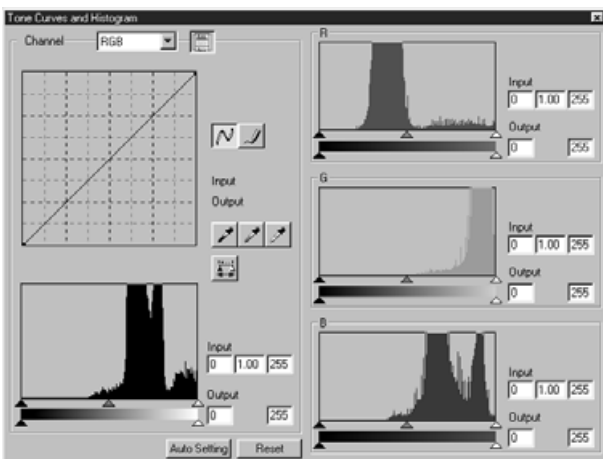 Tone Curves and Histogram
Channel RGB
Input
Output
Input
0 1.00 255
Output
0 255
Auto Setting Reset
R
Input
0 1.00 255
Output
0 255
G
Input
0 1.00 255
Output
0 255
B
Input
0 1.00 255
Output
0 255